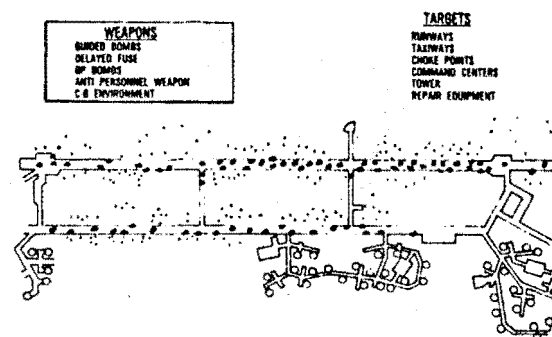 WEAPONS
GUIDED BOMBS
DELAYED FUSE
GP BOMBS
ANTI PERSONNEL WEAPON
C B ENVIRONMENT
TARGETS
RUNWAYS
TAXIWAYS
CHOKE POINTS
COMMAND CENTERS
TOWER
REPAIR EQUIPMENT